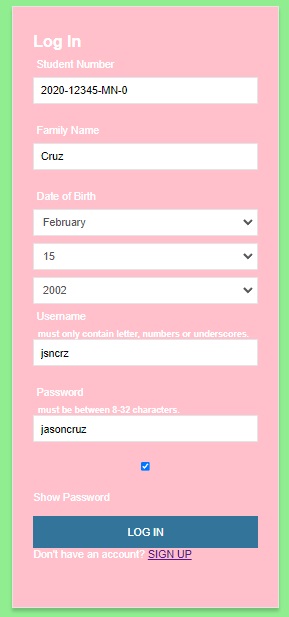 Log In
Student Number
2020-12345-MN-0
Family Name
Cruz
Date of Birth
February
15
2002
Username
must only contain letter, numbers or underscores.
jsncrz
Password
must be between 8-32 characters.
jasoncruz
Show Password
LOG IN
Don't have an account? SIGN UP